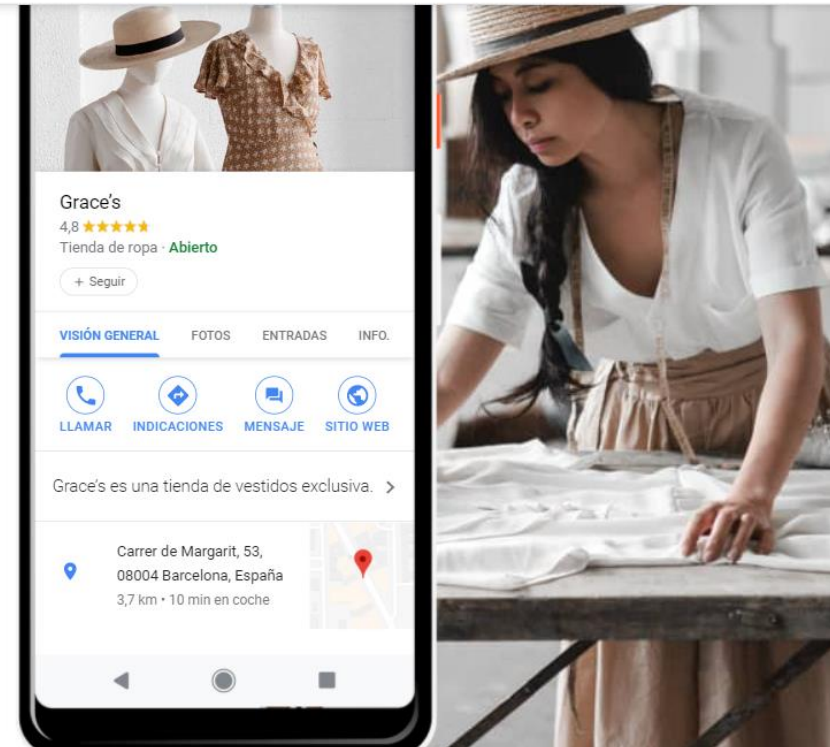 Grace’s
4,8
Tienda de ropa · Abierto
+ Seguir
VISIÓN GENERAL FOTOS ENTRADAS INFO.
LLAMAR INDICACIONES MENSAJE SITIO WEB
Grace’s es una tienda de vestidos exclusiva.
Carrer de Margarit, 53,
08004 Barcelona, España
3,7 km • 10 min en coche